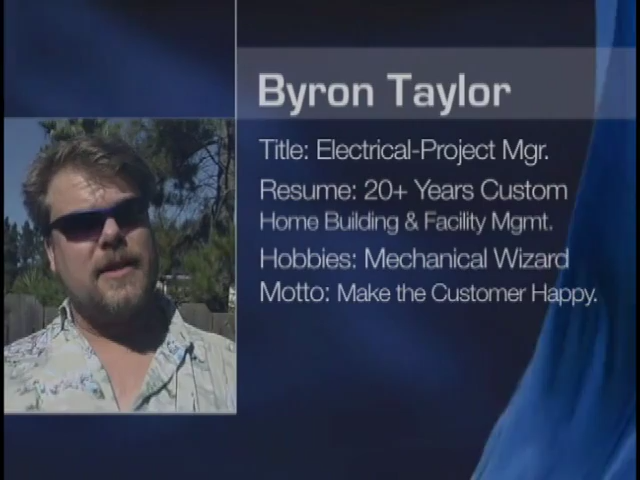 Byron Taylor
Title: Electrical-Project Mgr.
Resume: 20+ Years Custom
Home Building & Facility Mgmt.
Hobbies: Mechanical Wizard
Motto: Make the Customer Happy.